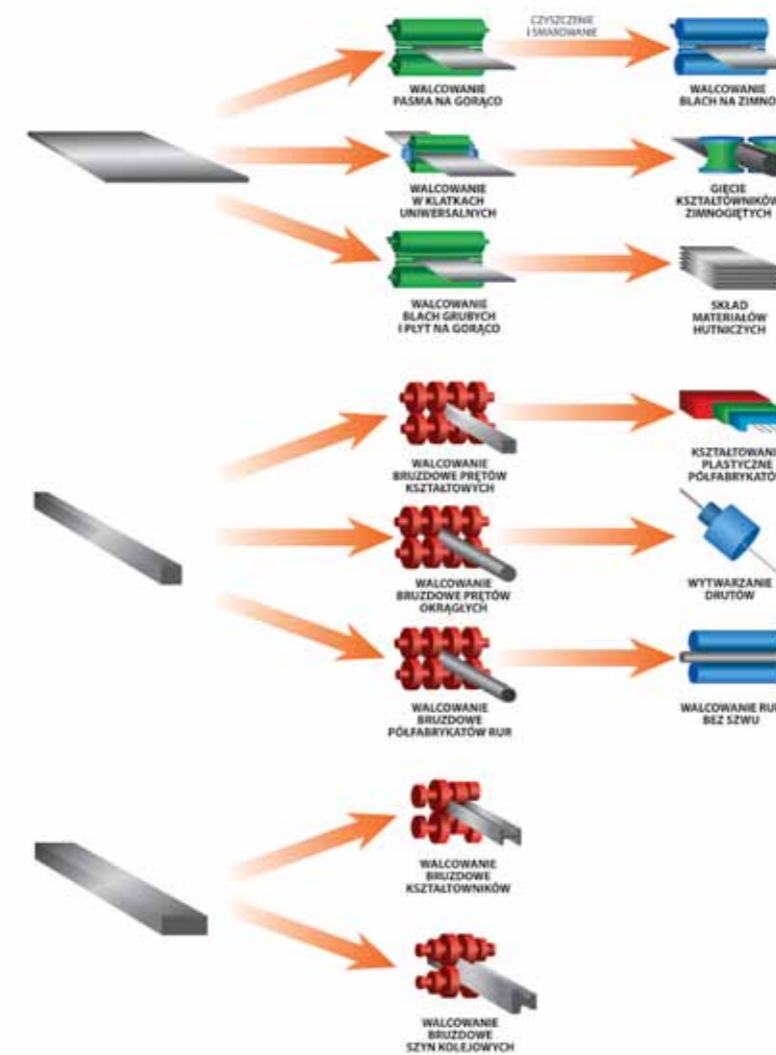 CZYSZCZENIE
I SMAROWANIE
WALCOWANIE
PASMA NA GORĄCO
WALCOWANIE
BLACH NA ZIMNO
WALCOWANIE
W KLATKACH
UNIWERSALNYCH
GIĘCIE
KSZTAŁTOWNIKÓW
ZIMNOGIĘTYCH
WALCOWANIE
BLACH GRUBYCH
I PŁYT NA GORĄCO
SKŁAD
MATERIAŁÓW
HUTNICZYCH
WALCOWANIE
BRUZDOWE PRĘTÓW
KSZTAŁTOWYCH
KSZTAŁTOWANI
PLASTYCZNE
PÓŁFABRYKATÓ
WALCOWANIE
BRUZDOWE PRĘTÓW
OKRĄGŁYCH
WYTWARZANIE
DRUTÓW
WALCOWANIE
BRUZDOWE
PÓŁFABRYKATÓW RUR
WALCOWANIE RUR
BEZ SZWU
WALCOWANIE
BRUZDOWE
KSZTAŁTOWNIKÓW
WALCOWANIE
BRUZDOWE
SZYN KOLEJOWYCH